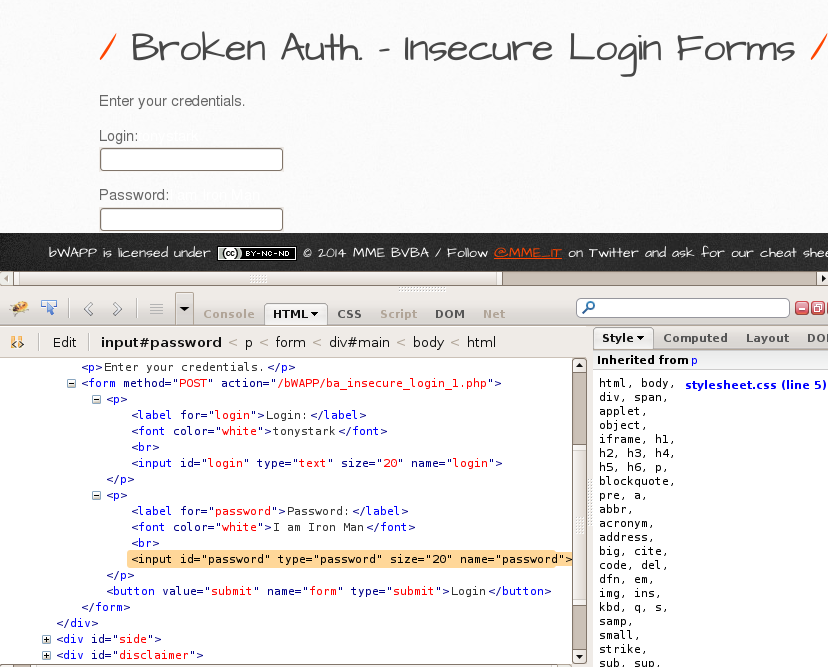 / Broken Auth. - Insecure Login Forms /
Enter your credentials.
Login:
Password:
bWAPP is licensed under (cc) BY-NC-ND © 2014 MME BVBA / Follow @MME_IT on Twitter and ask for our cheat shee
Console HTML CSS Script DOM Net
Edit input#password < p < form < div#main < body < html
<p>Enter your credentials.</p>
<form method="POST" action="/bWAPP/ba_insecure_login_1.php">
<p>
<label for="login">Login:</label>
<font color="white">tonystark</font>
<br>
<input id="login" type="text" size="20" name="login">
</p>
<p>
<label for="password">Password:</label>
<font color="white">I am Iron Man</font>
<br>
<input id="password" type="password" size="20" name="password">
</p>
<button value="submit" name="form" type="submit">Login</button>
</form>
</div>
<div id="side">
<div id="disclaimer">
Style Computed Layout DO
Inherited from p
html, body, stylesheet.css (line 5)
div, span,
applet,
object,
iframe, h1,
h2, h3, h4,
h5, h6, p,
blockquote,
pre, a,
abbr,
acronym,
address,
big, cite,
code, del,
dfn, em,
img, ins,
kbd, q, s,
samp,
small,
strike,
sub, sup,